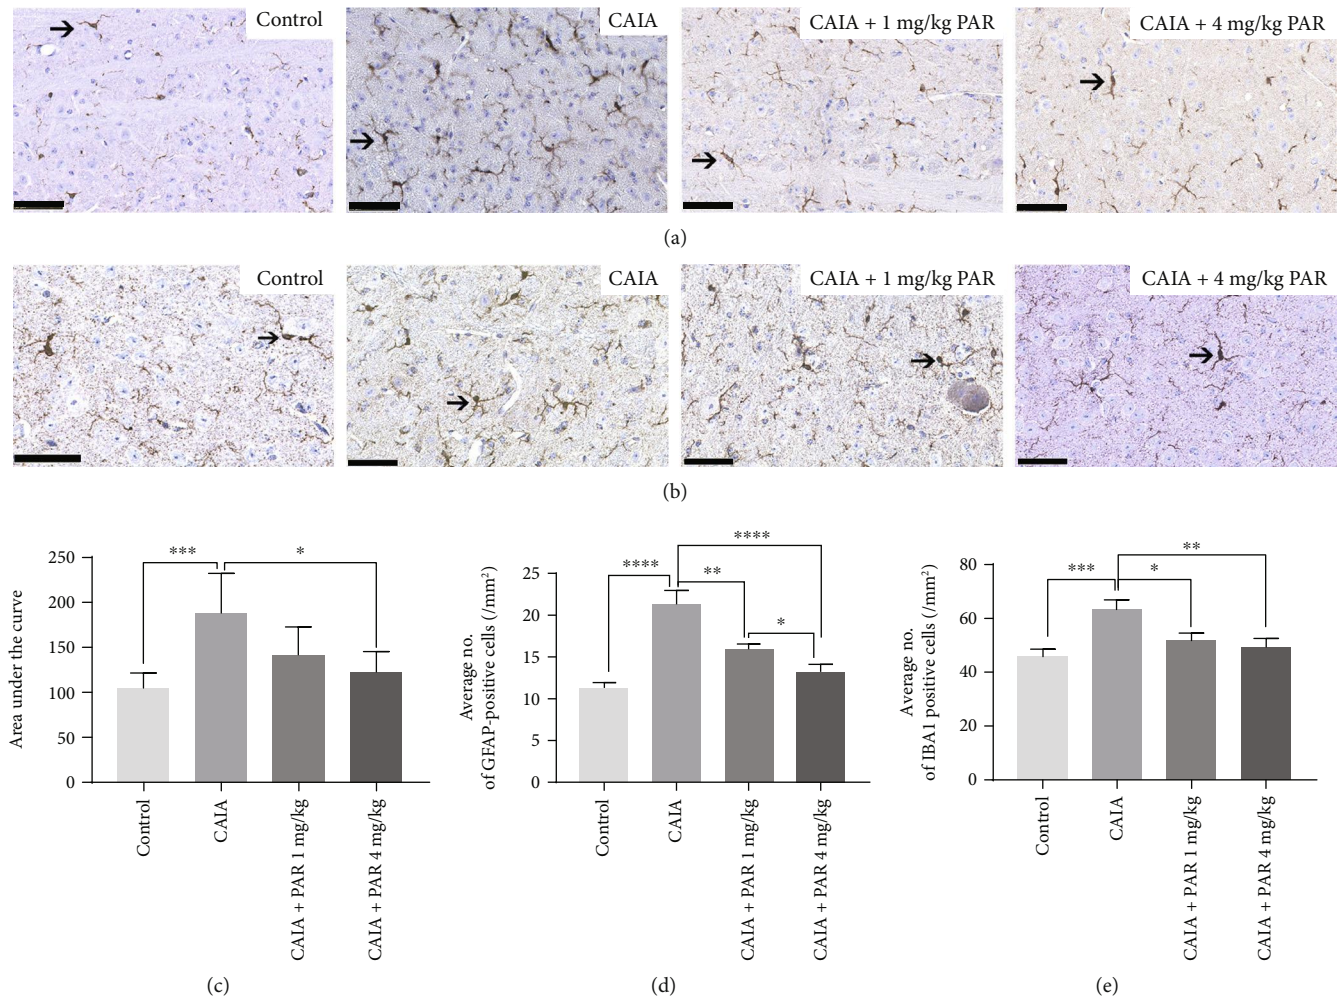 Control
CAIA
CAIA + 1 mg/kg PAR
CAIA + 4 mg/kg PAR
(a)
Control
CAIA
CAIA + 1 mg/kg PAR
CAIA + 4 mg/kg PAR
(b)
Area under the curve
250
200
150
100
50
0
***
*
Control
CAIA
CAIA + PAR 1 mg/kg
CAIA + PAR 4 mg/kg
(c)
Average no.
of GFAP-positive cells (/mm²)
25
20
15
10
5
0
****
**
****
*
Control
CAIA
CAIA + PAR 1 mg/kg
CAIA + PAR 4 mg/kg
(d)
Average no.
of IBA1 positive cells (/mm²)
80
60
40
20
0
***
*
**
Control
CAIA
CAIA + PAR 1 mg/kg
CAIA + PAR 4 mg/kg
(e)